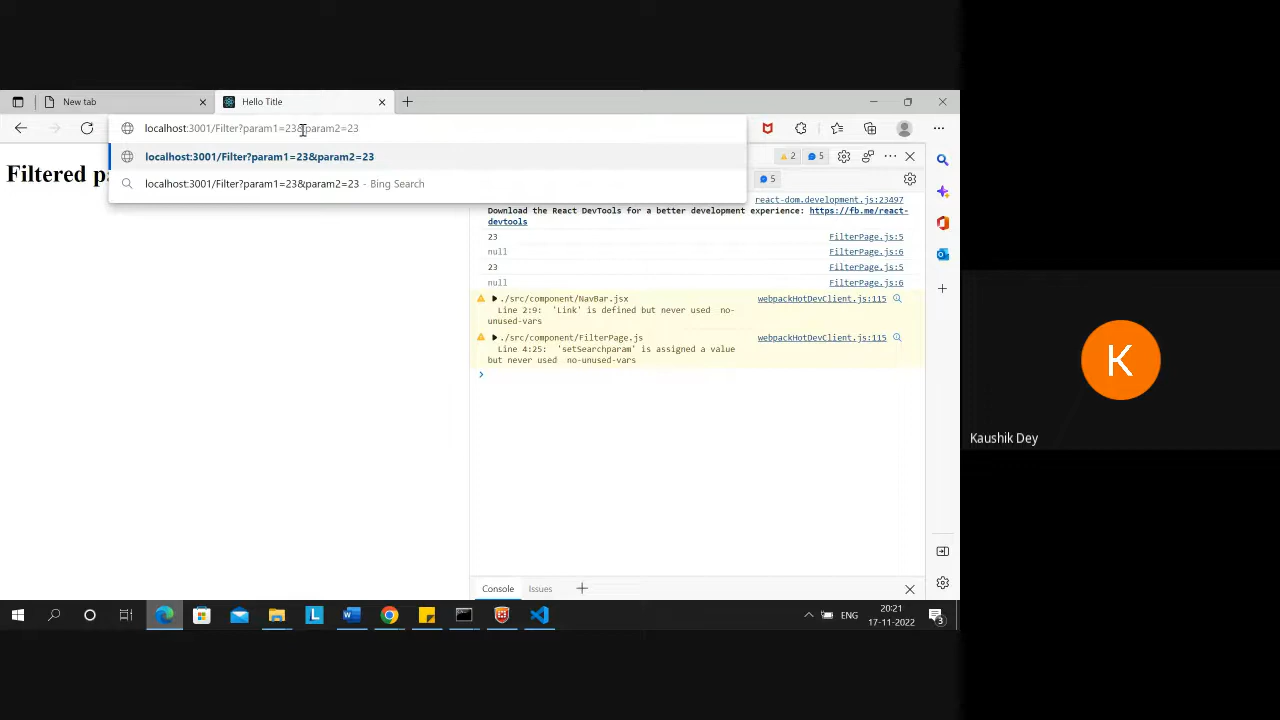 New tab
Hello Title
localhost:3001/Filter?param1=23&param2=23
localhost:3001/Filter?param1=23&param2=23
localhost:3001/Filter?param1=23&param2=23 - Bing Search
Filtered p
2
5
5
react-dom.development.js:23497
Download the React DevTools for a better development experience: https://fb.me/react-
devtools
23 FilterPage.js:5
null FilterPage.js:6
23 FilterPage.js:5
null FilterPage.js:6
./src/component/NavBar.jsx webpackHotDevClient.js:115
Line 2:9: 'Link' is defined but never used no-
unused-vars
./src/component/FilterPage.js webpackHotDevClient.js:115
Line 4:25: 'setSearchparam' is assigned a value
but never used no-unused-vars
Console
Issues
ENG
20:21
17-11-2022
3
K
Kaushik Dey